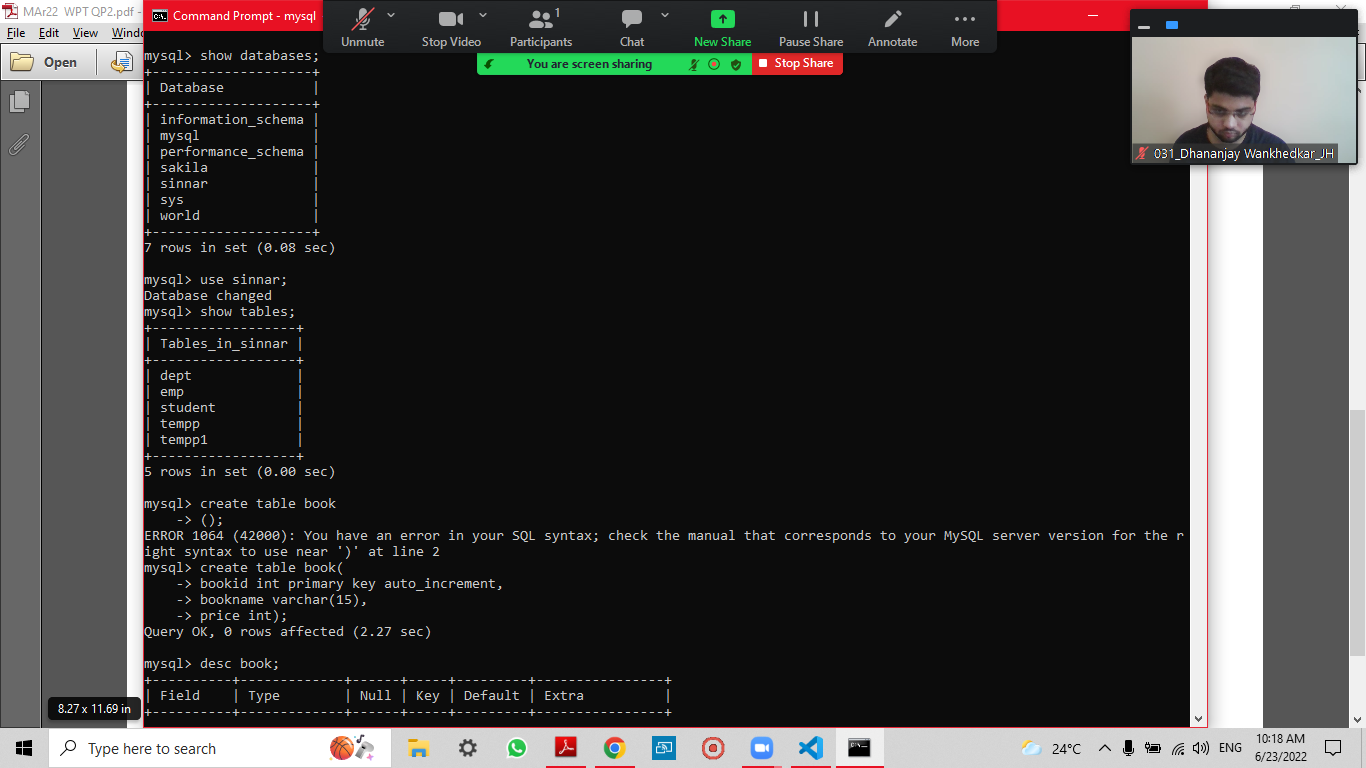 MAr22 WPT QP2.pdf -
Command Prompt - mysql
File Edit View Windo
Open
Unmute
Stop Video
1
Participants
Chat
New Share
Pause Share
Annotate
More
You are screen sharing
Stop Share
031_Dhananjay Wankhedkar_JH
mysql> show databases;
+--------------------+
| Database           |
+--------------------+
| information_schema |
| mysql              |
| performance_schema |
| sakila             |
| sinnar             |
| sys                |
| world              |
+--------------------+
7 rows in set (0.08 sec)
mysql> use sinnar;
Database changed
mysql> show tables;
+------------------+
| Tables_in_sinnar |
+------------------+
| dept             |
| emp              |
| student          |
| tempp            |
| tempp1           |
+------------------+
5 rows in set (0.00 sec)
mysql> create table book
    -> ();
ERROR 1064 (42000): You have an error in your SQL syntax; check the manual that corresponds to your MySQL server version for the r
ight syntax to use near ')' at line 2
mysql> create table book(
    -> bookid int primary key auto_increment,
    -> bookname varchar(15),
    -> price int);
Query OK, 0 rows affected (2.27 sec)
mysql> desc book;
+----------+-------------+------+-----+---------+----------------+
| Field    | Type        | Null | Key | Default | Extra          |
+----------+-------------+------+-----+---------+----------------+
8.27 x 11.69 in
Type here to search
24°C
ENG
10:18 AM
6/23/2022